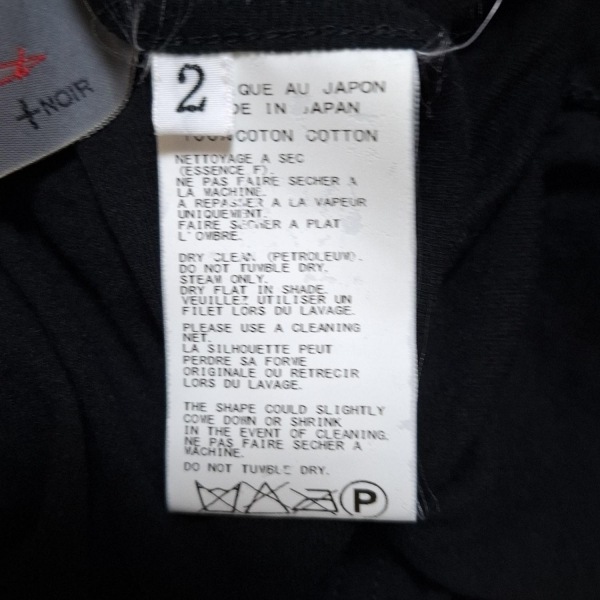 +NOIR
2
QUE AU JAPON
DE IN JAPAN
100% COTON COTTON
NETTOYAGE A SEC
(ESSENCE F).
NE PAS FAIRE SECHER A
LA MACHINE.
A REPASSER A LA VAPEUR
UNIQUEMENT.
FAIRE SECHER A PLAT
L'OMBRE.
DRY CLEAN (PETROLEUM).
DO NOT TUMBLE DRY.
STEAM ONLY.
DRY FLAT IN SHADE.
VEUILLEZ UTILISER UN
FILET LORS DU LAVAGE.
PLEASE USE A CLEANING
NET.
LA SILHOUETTE PEUT
PERDRE SA FORME
ORIGINALE OU RETRECIR
LORS DU LAVAGE.
THE SHAPE COULD SLIGHTLY
COME DOWN OR SHRINK
IN THE EVENT OF CLEANING.
NE PAS FAIRE SECHER A
MACHINE.
DO NOT TUMBLE DRY.
P